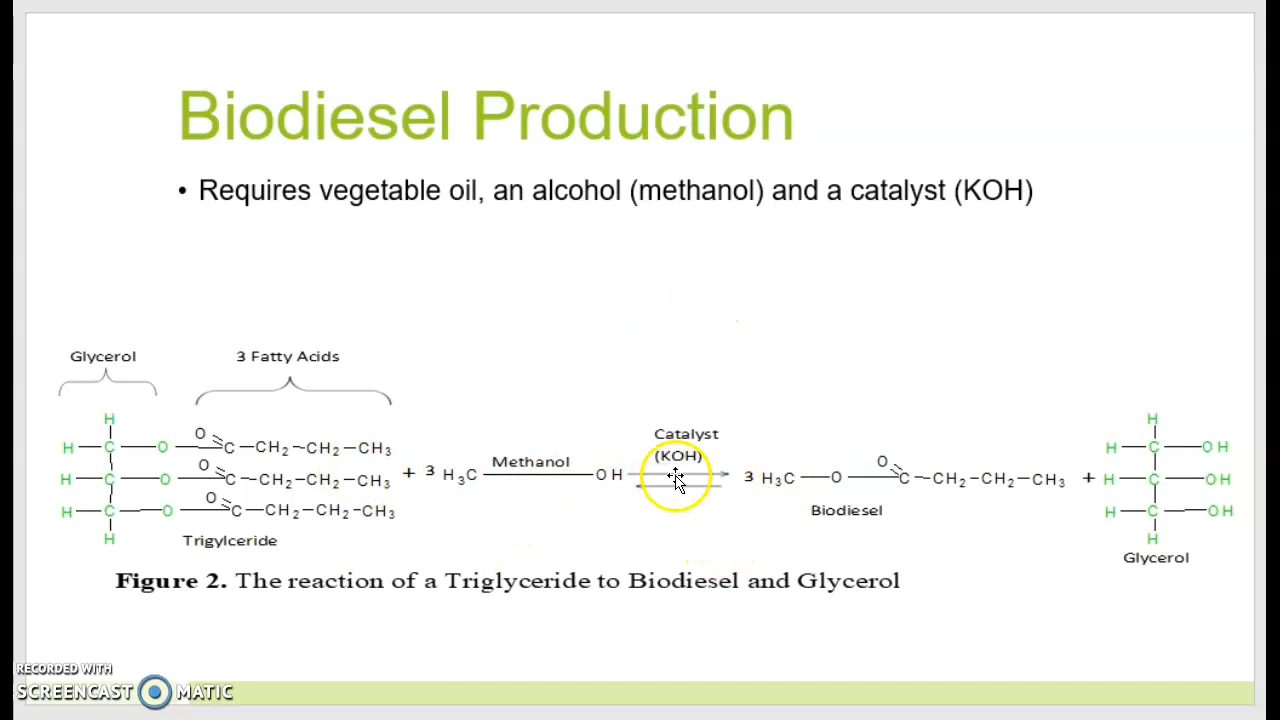 Biodiesel Production
• Requires vegetable oil, an alcohol (methanol) and a catalyst (KOH)
Glycerol
3 Fatty Acids
H
H C O O C CH2 CH2 CH3
H C O O C CH2 CH2 CH3
H C O O C CH2 CH2 CH3
H
Trigylceride
+ 3 H3C Methanol OH
Catalyst
(KOH)
3 H3C O O C CH2 CH2 CH3
Biodiesel
+
H
H C OH
H C OH
H C OH
H
Glycerol
Figure 2. The reaction of a Triglyceride to Biodiesel and Glycerol
RECORDED WITH
SCREENCAST MATIC